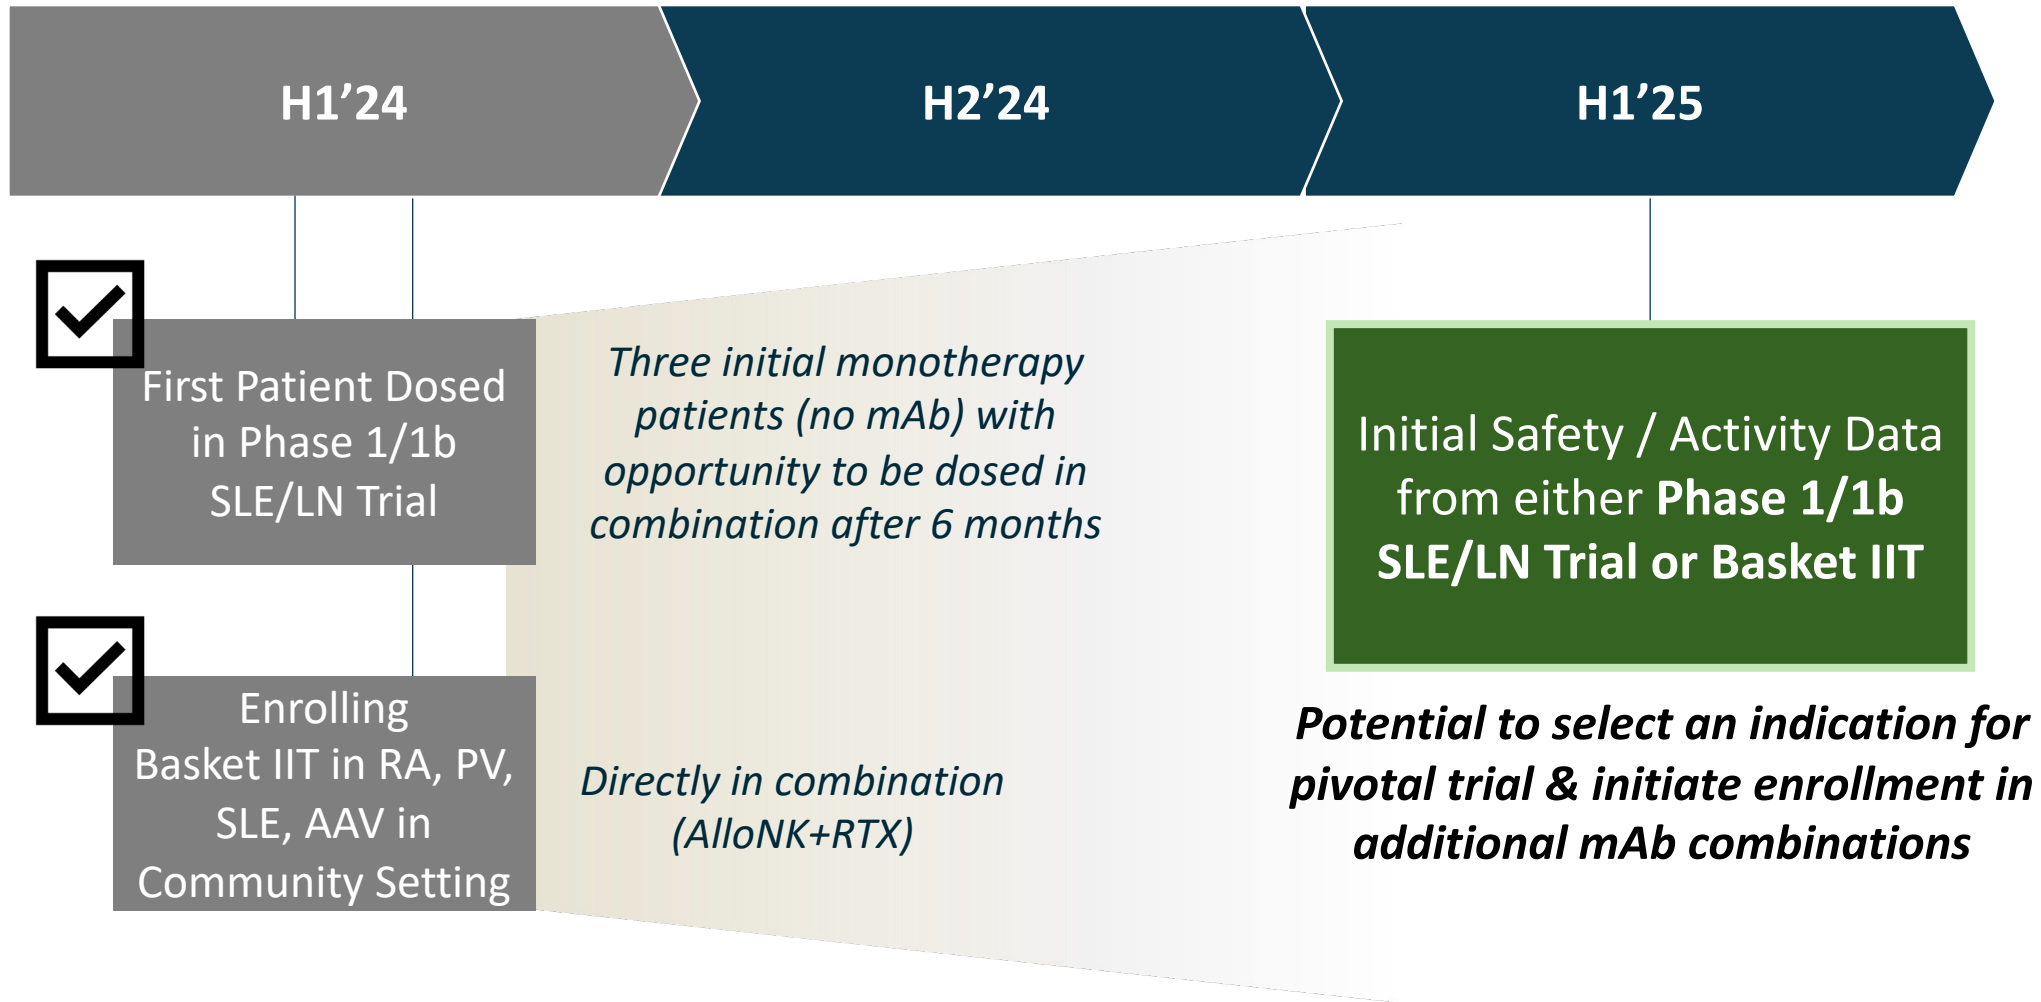 H1’24
H2’24
H1’25
First Patient Dosed
in Phase 1/1b
SLE/LN Trial
Three initial monotherapy
patients (no mAb) with
opportunity to be dosed in
combination after 6 months
Initial Safety / Activity Data
from either Phase 1/1b
SLE/LN Trial or Basket IIT
Enrolling
Basket IIT in RA, PV,
SLE, AAV in
Community Setting
Directly in combination
(AlloNK+RTX)
Potential to select an indication for
pivotal trial & initiate enrollment in
additional mAb combinations